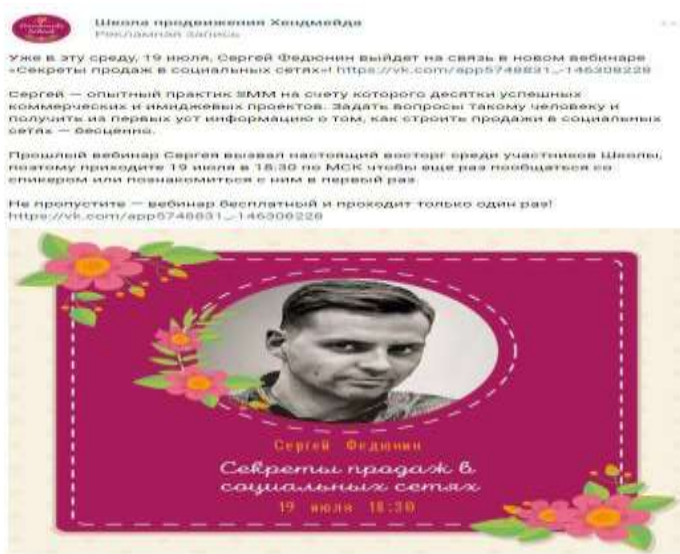 Школа продвижения Хендмейда
Рекламная запись
Уже в эту среду, 19 июля, Сергей Федюнин выйдет на связь в новом вебинаре
«Секреты продаж в социальных сетях»! https://vk.com/app5748831_-146308228
Сергей — опытный практик SMM на счету которого десятки успешных
коммерческих и имиджевых проектов. Задать вопросы такому человеку и
получить из первых уст информацию о том, как строить продажи в социальных
сетях — бесценно.
Прошлый вебинар Сергея вызвал настоящий восторг среди участников Школы,
поэтому приходите 19 июля в 18:30 по МСК чтобы еще раз пообщаться со
спикером или познакомиться с ним в первый раз.
Не пропустите — вебинар бесплатный и проходит только один раз!
https://vk.com/app5748831_-146308228
Сергей Федюнин
Секреты продаж в
социальных сетях
19 июля 18:30